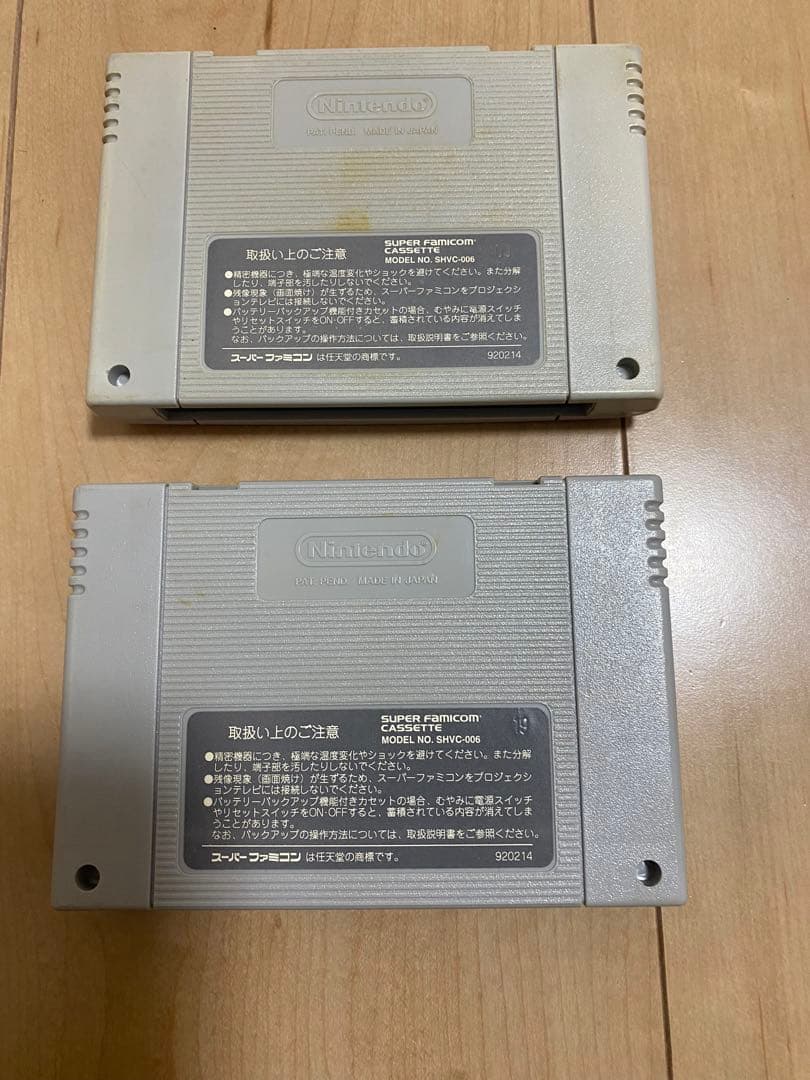 Nintendo
PAT. PEND. MADE IN JAPAN
取扱い上のご注意
SUPER FAMICOM
CASSETTE
MODEL NO. SHVC-006
●精密機器につき、極端な温度変化やショックを避けてください。また分解
したり、端子部を汚したりしないでください。
●残像現象（画面焼け）が生ずるため、スーパーファミコンをプロジェクシ
ョンテレビには接続しないでください。
●バッテリーバックアップ機能付きカセットの場合、むやみに電源スイッチ
やリセットスイッチをON・OFFすると、蓄積されている内容が消えてしま
うことがあります。
なお、バックアップの操作方法については、取扱説明書をご参照ください。
スーパーファミコン は任天堂の商標です。
920214
Nintendo
PAT. PEND. MADE IN JAPAN
取扱い上のご注意
SUPER FAMICOM
CASSETTE
MODEL NO. SHVC-006
19
●精密機器につき、極端な温度変化やショックを避けてください。また分解
したり、端子部を汚したりしないでください。
●残像現象（画面焼け）が生ずるため、スーパーファミコンをプロジェクシ
ョンテレビには接続しないでください。
●バッテリーバックアップ機能付きカセットの場合、むやみに電源スイッチ
やリセットスイッチをON・OFFすると、蓄積されている内容が消えてしま
うことがあります。
なお、バックアップの操作方法については、取扱説明書をご参照ください。
スーパーファミコン は任天堂の商標です。
920214